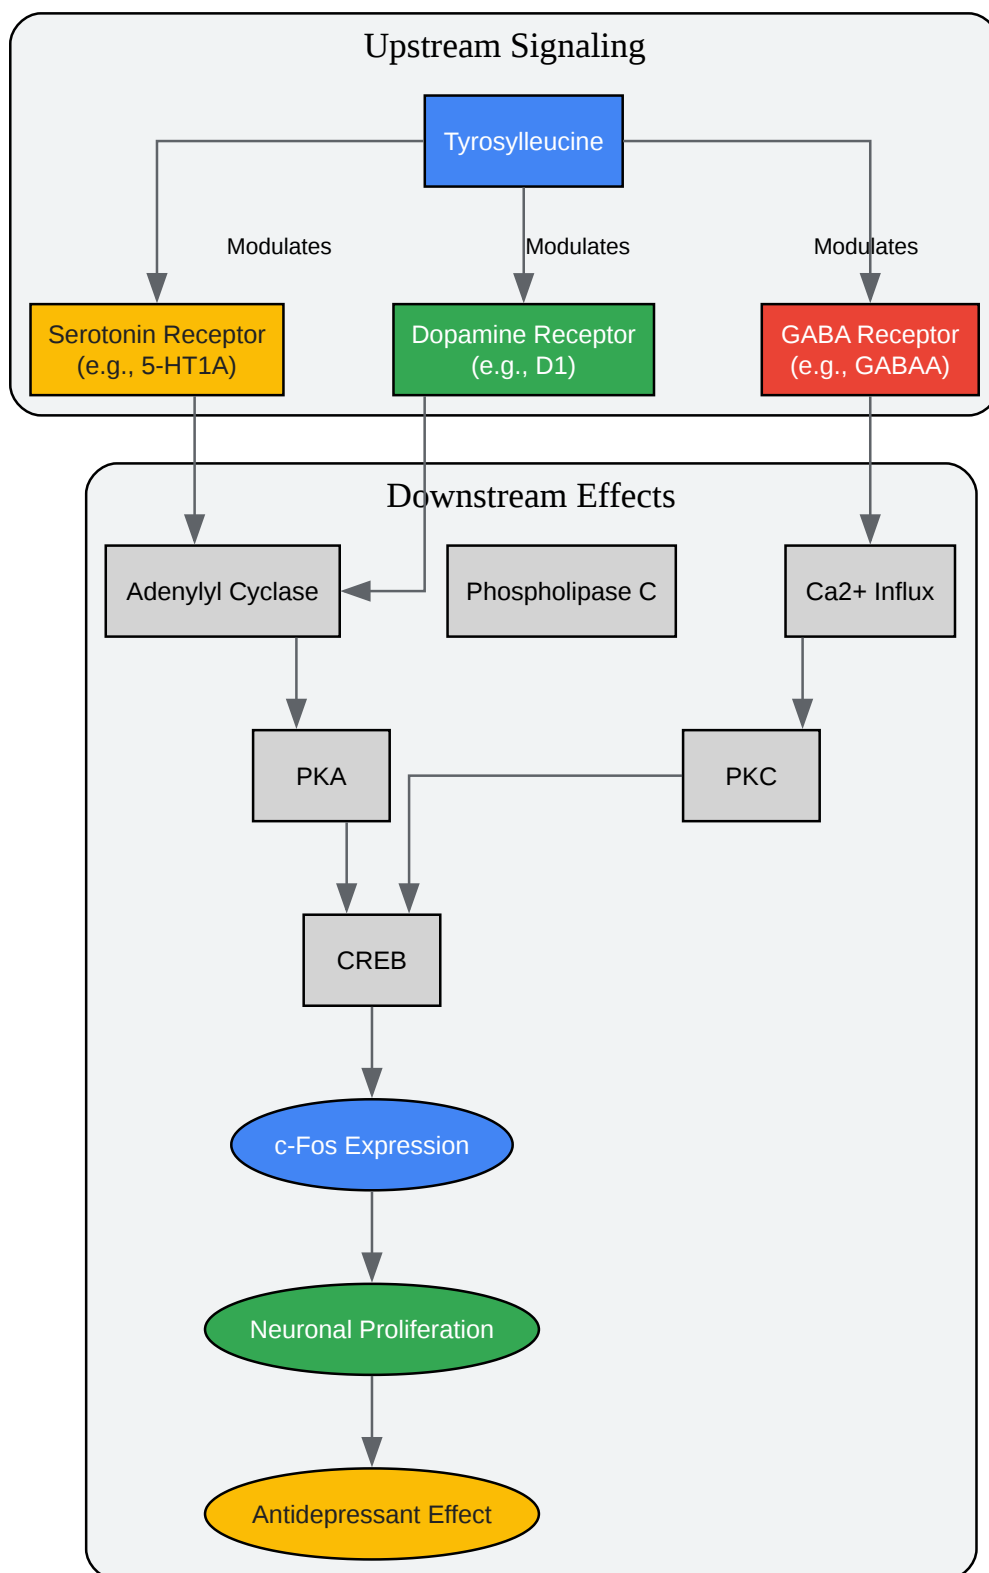 Upstream Signaling
Tyrosylleucine
Modulates
Modulates
Modulates
Serotonin Receptor
(e.g., 5-HT1A)
Dopamine Receptor
(e.g., D1)
GABA Receptor
(e.g., GABAA)
Downstream Effects
Adenylyl Cyclase
Phospholipase C
Ca2+ Influx
PKA
PKC
CREB
c-Fos Expression
Neuronal Proliferation
Antidepressant Effect